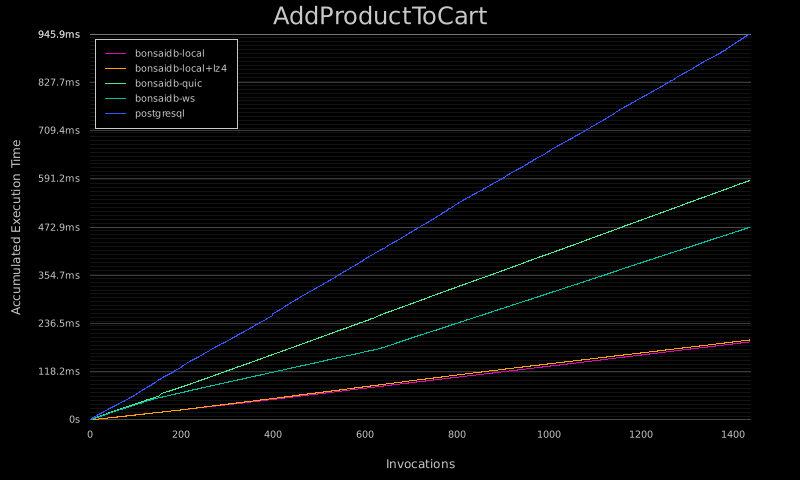 AddProductToCart
945.9ms
827.7ms
709.4ms
591.2ms
472.9ms
354.7ms
236.5ms
118.2ms
0s
bonsaidb-local
bonsaidb-local+lz4
bonsaidb-quic
bonsaidb-ws
postgresql
Accumulated Execution Time
0 200 400 600 800 1000 1200 1400
Invocations